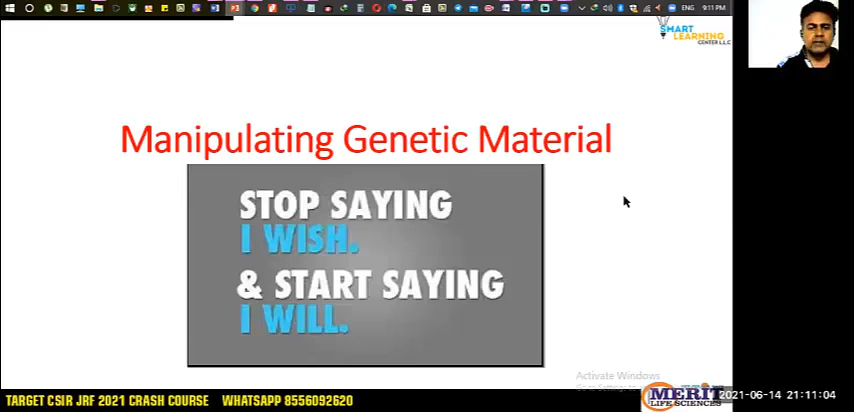 ENG 9:11 PM
SMART
LEARNING
CENTER L.L.C
Manipulating Genetic Material
STOP SAYING
I WISH.
& START SAYING
I WILL.
Activate Windows
MERIT
LIFE SCIENCES
2021-06-14 21:11:04
TARGET CSIR JRF 2021 CRASH COURSE WHATSAPP 8556092620